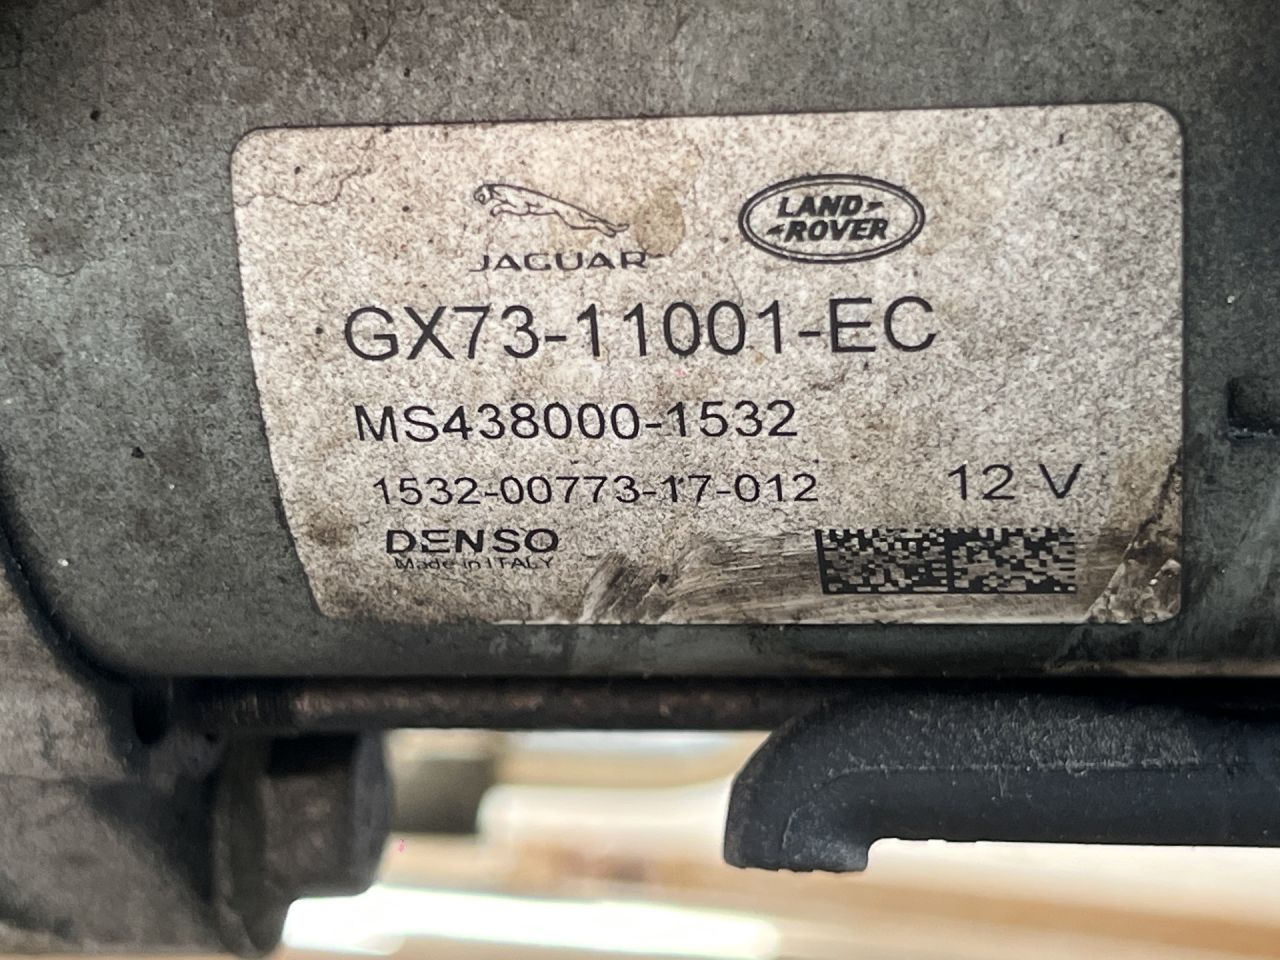 JAGUAR
LAND
ROVER
GX73-11001-EC
MS438000-1532
1532-00773-17-012
12 V
DENSO
Made in ITALY